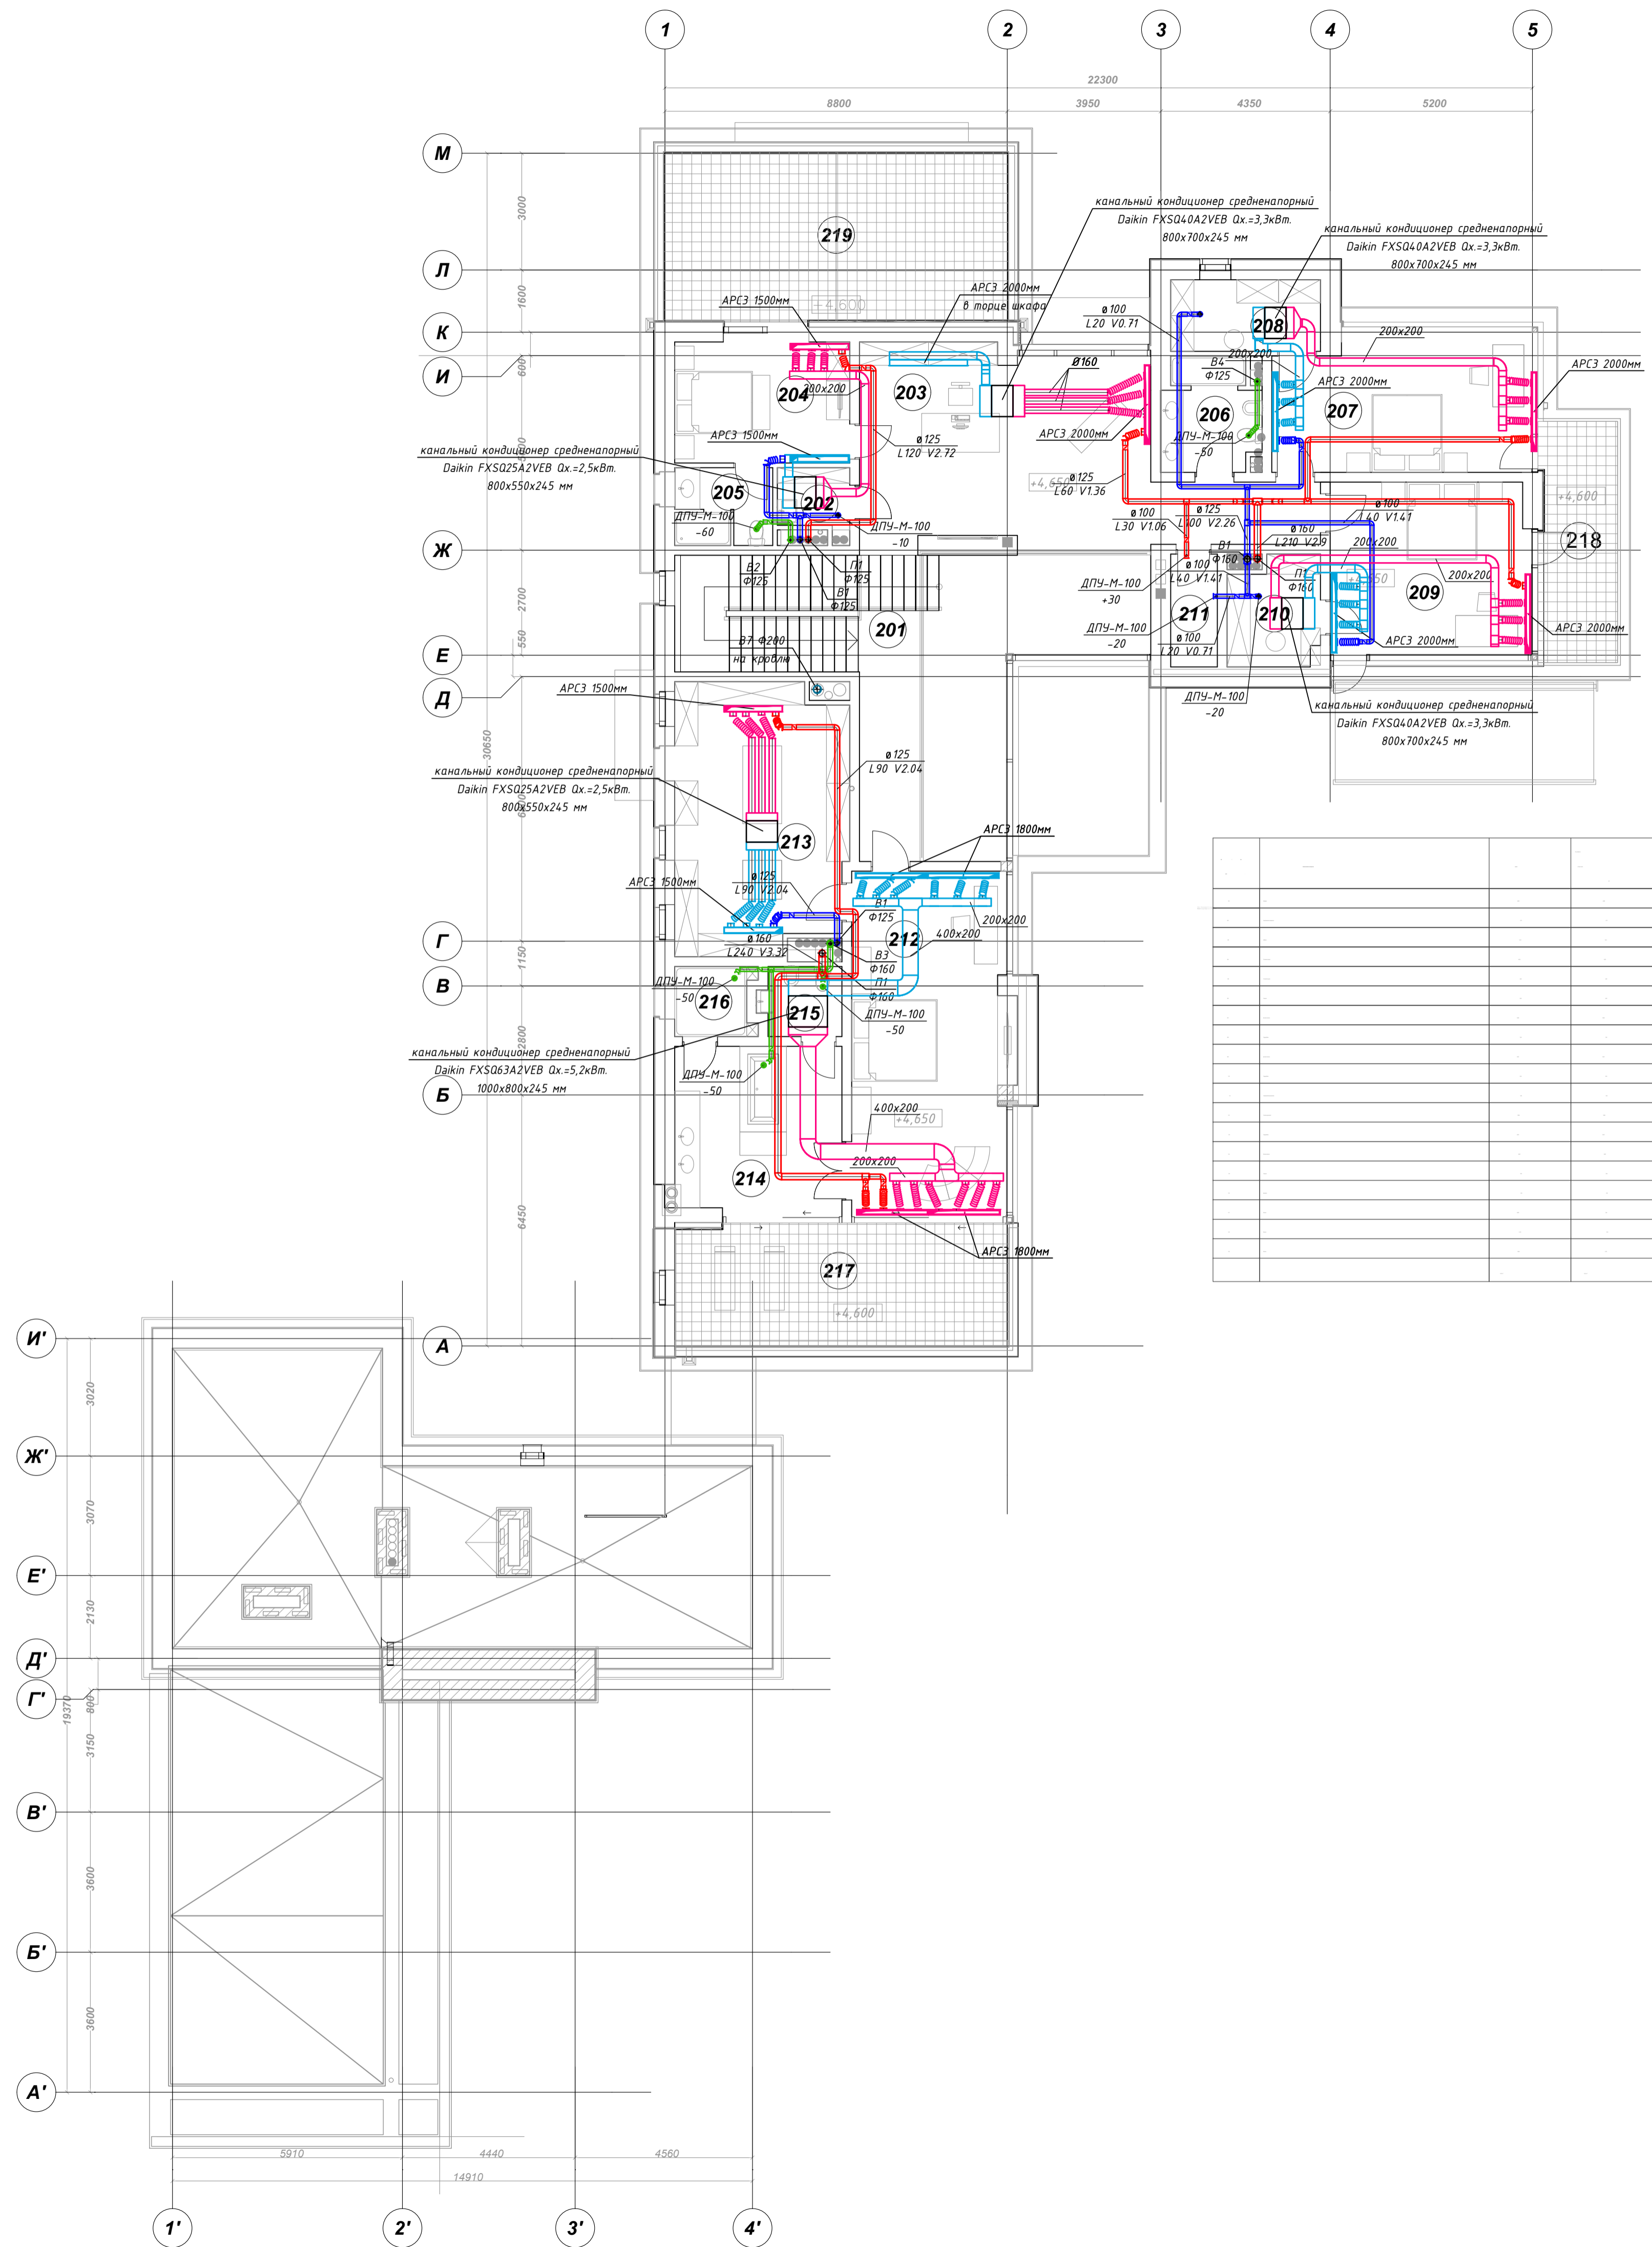 1
2
3
4
5
22300
8800
3950
4350
5200
М
Л
К
И
Ж
Е
Д
Г
В
Б
А
3000
1600
600
2700
550
30650
1150
2800
6450
219
канальный кондиционер средненапорный
Daikin FXSQ40A2VEB Qx.=3,3кВт.
800х700х245 мм
канальный кондиционер средненапорный
Daikin FXSQ40A2VEB Qx.=3,3кВт.
800х700х245 мм
-4,600
АРСЗ 1500мм
АРСЗ 2000мм
в торце шкафа
ø100
L20 V0.71
208
200х200
Ø160
В4
Ф125
200х200
АРСЗ 2000мм
АРСЗ 2000мм
204
200х200
203
206
207
АРСЗ 1500мм
АРСЗ 2000мм
ДПУ-М-100
-50
ø125
L120 V2.72
канальный кондиционер средненапорный
Daikin FXSQ25A2VEB Qx.=2,5кВт.
800х550х245 мм
205
202
+4,650
ø125
L60 V1.36
+4,600
ДПУ-М-100
-60
ДПУ-М-100
-10
ø100
L30 V1.06
ø125
L100 V2.26
ø160
L210 V2.9
ø100
L40 V1.41
200х200
218
В2
Ф125
П1
Ф125
В1
Ф125
В1
Ф160
ø100
L40 V1.41
П1
Ф160
200х200
ДПУ-М-100
+30
211
210
209
201
ДПУ-М-100
-20
ø100
L20 V0.71
АРСЗ 2000мм
АРСЗ 2000мм
В7 Ф200
на кровлю
АРСЗ 1500мм
ДПУ-М-100
-20
канальный кондиционер средненапорный
Daikin FXSQ40A2VEB Qx.=3,3кВт.
800х700х245 мм
ø125
L90 V2.04
канальный кондиционер средненапорный
Daikin FXSQ25A2VEB Qx.=2,5кВт.
800х550х245 мм
213
АРСЗ 1800мм
АРСЗ 1500мм
ø125
L90 V2.04
В1
Ф125
200х200
212
400х200
ø160
L240 V3.32
В3
Ф160
П1
Ф160
ДПУ-М-100
-50
216
215
ДПУ-М-100
-50
канальный кондиционер средненапорный
Daikin FXSQ63A2VEB Qx.=5,2кВт.
1000х800х245 мм
ДПУ-М-100
-50
400х200
+4,650
200х200
214
АРСЗ 1800мм
217
+4,600
И'
Ж'
Е'
Д'
Г'
В'
Б'
А'
3020
3070
2130
800
19370
3150
3600
3600
5910
4440
4560
14910
1'
2'
3'
4'